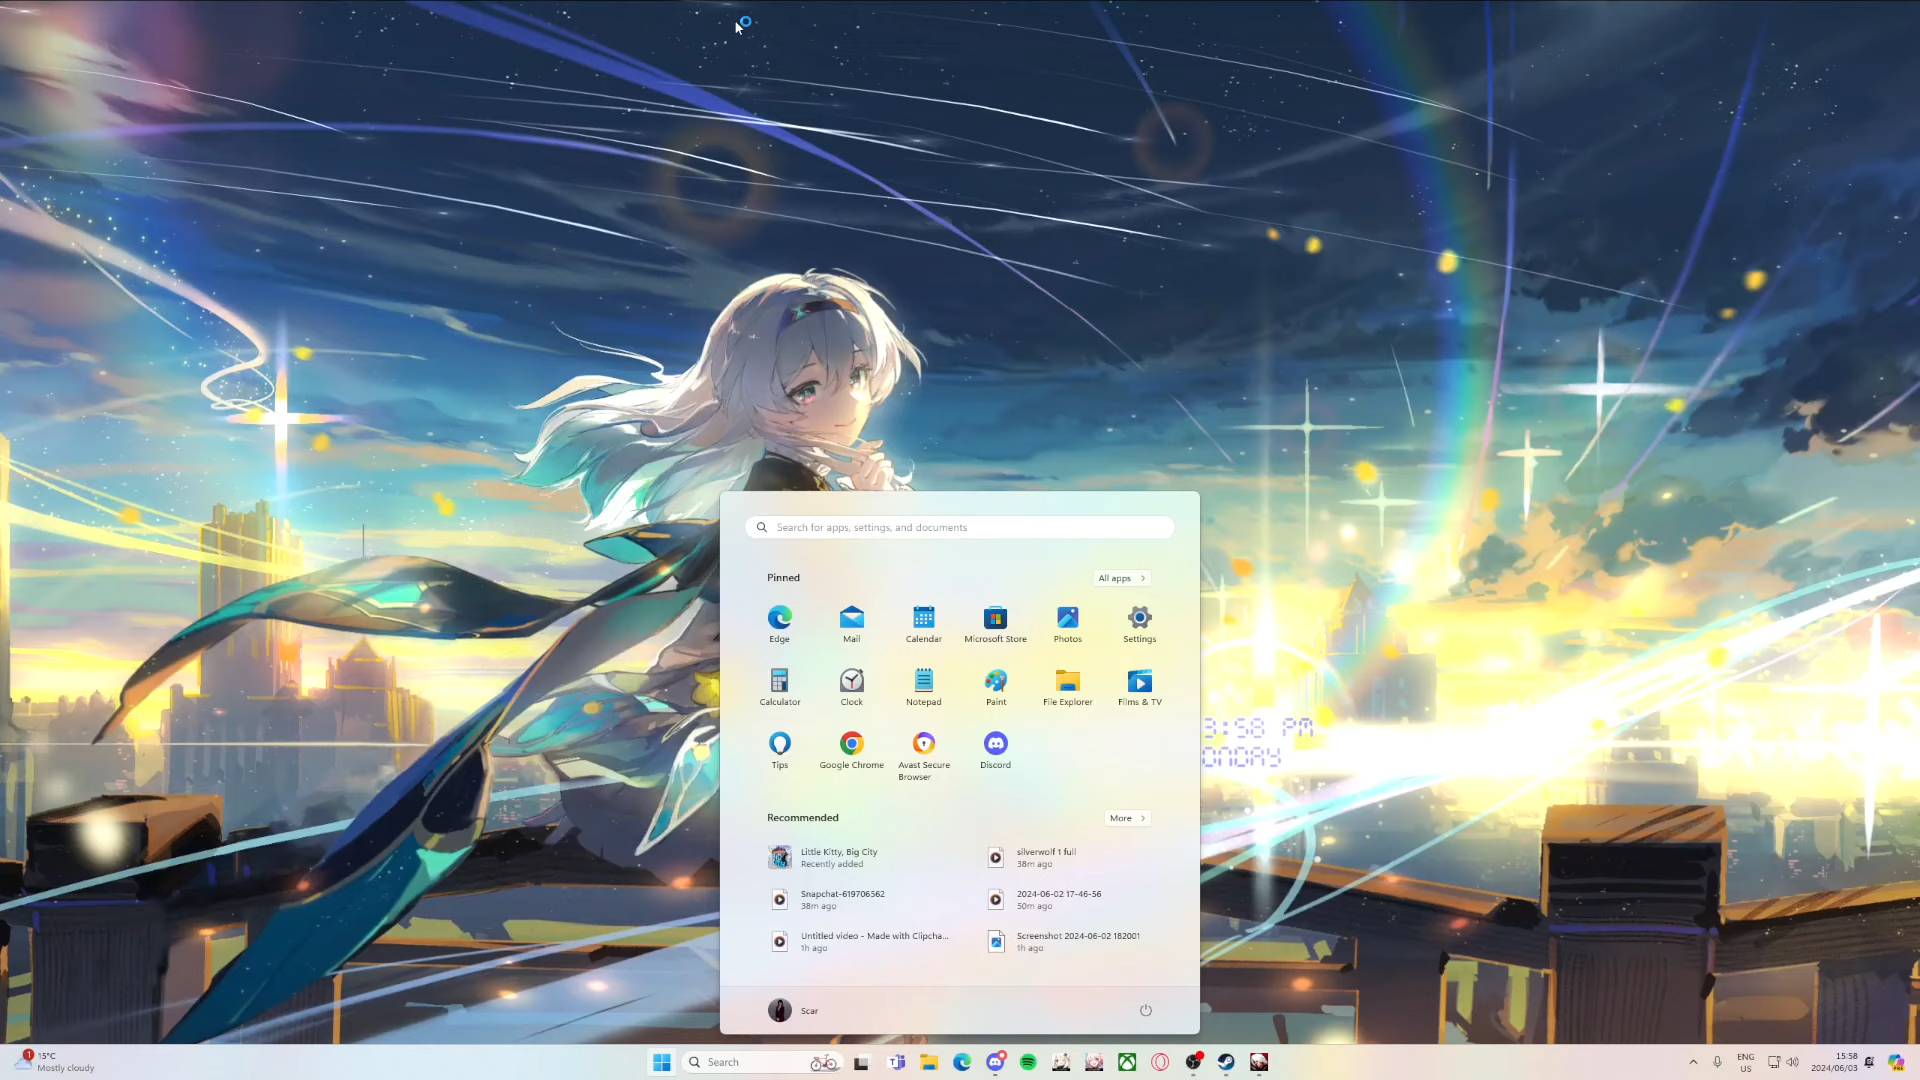 Search for apps, settings, and documents
Pinned
All apps
Edge
Mail
Calendar
Microsoft Store
Photos
Settings
Calculator
Clock
Notepad
Paint
File Explorer
Films & TV
Tips
Google Chrome
Avast Secure
Browser
Discord
3:58 PM
ONDAY
Recommended
More
Little Kitty, Big City
Recently added
silverwolf 1 full
38m ago
Snapchat-619706562
38m ago
2024-06-02 17-46-56
50m ago
Untitled video - Made with Clipcha...
1h ago
Screenshot 2024-06-02 182001
1h ago
Scar
1
15°C
Mostly cloudy
Search
ENG
US
15:58
2024/06/03